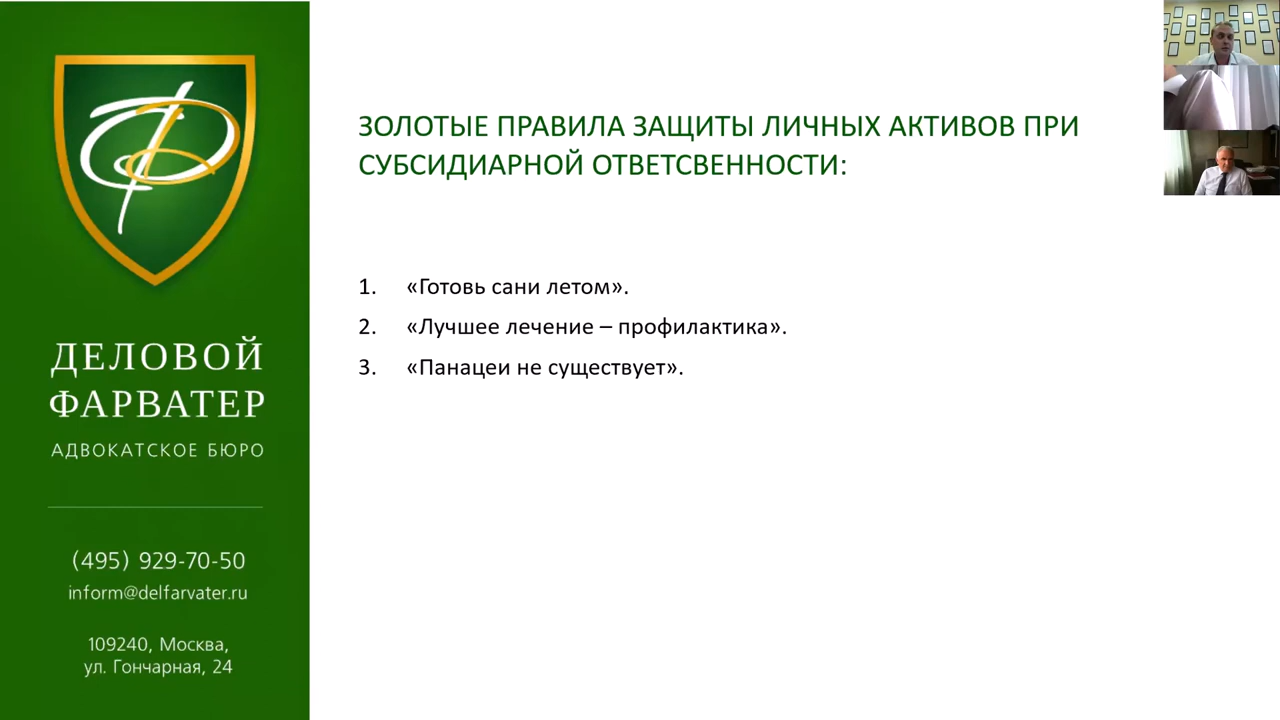 ДЕЛОВОЙ
ФАРВАТЕР
АДВОКАТСКОЕ БЮРО
(495) 929-70-50
inform@delfarvater.ru
109240, Москва,
ул. Гончарная, 24
ЗОЛОТЫЕ ПРАВИЛА ЗАЩИТЫ ЛИЧНЫХ АКТИВОВ ПРИ
СУБСИДИАРНОЙ ОТВЕТСВЕННОСТИ:
1. «Готовь сани летом».
2. «Лучшее лечение – профилактика».
3. «Панацеи не существует».